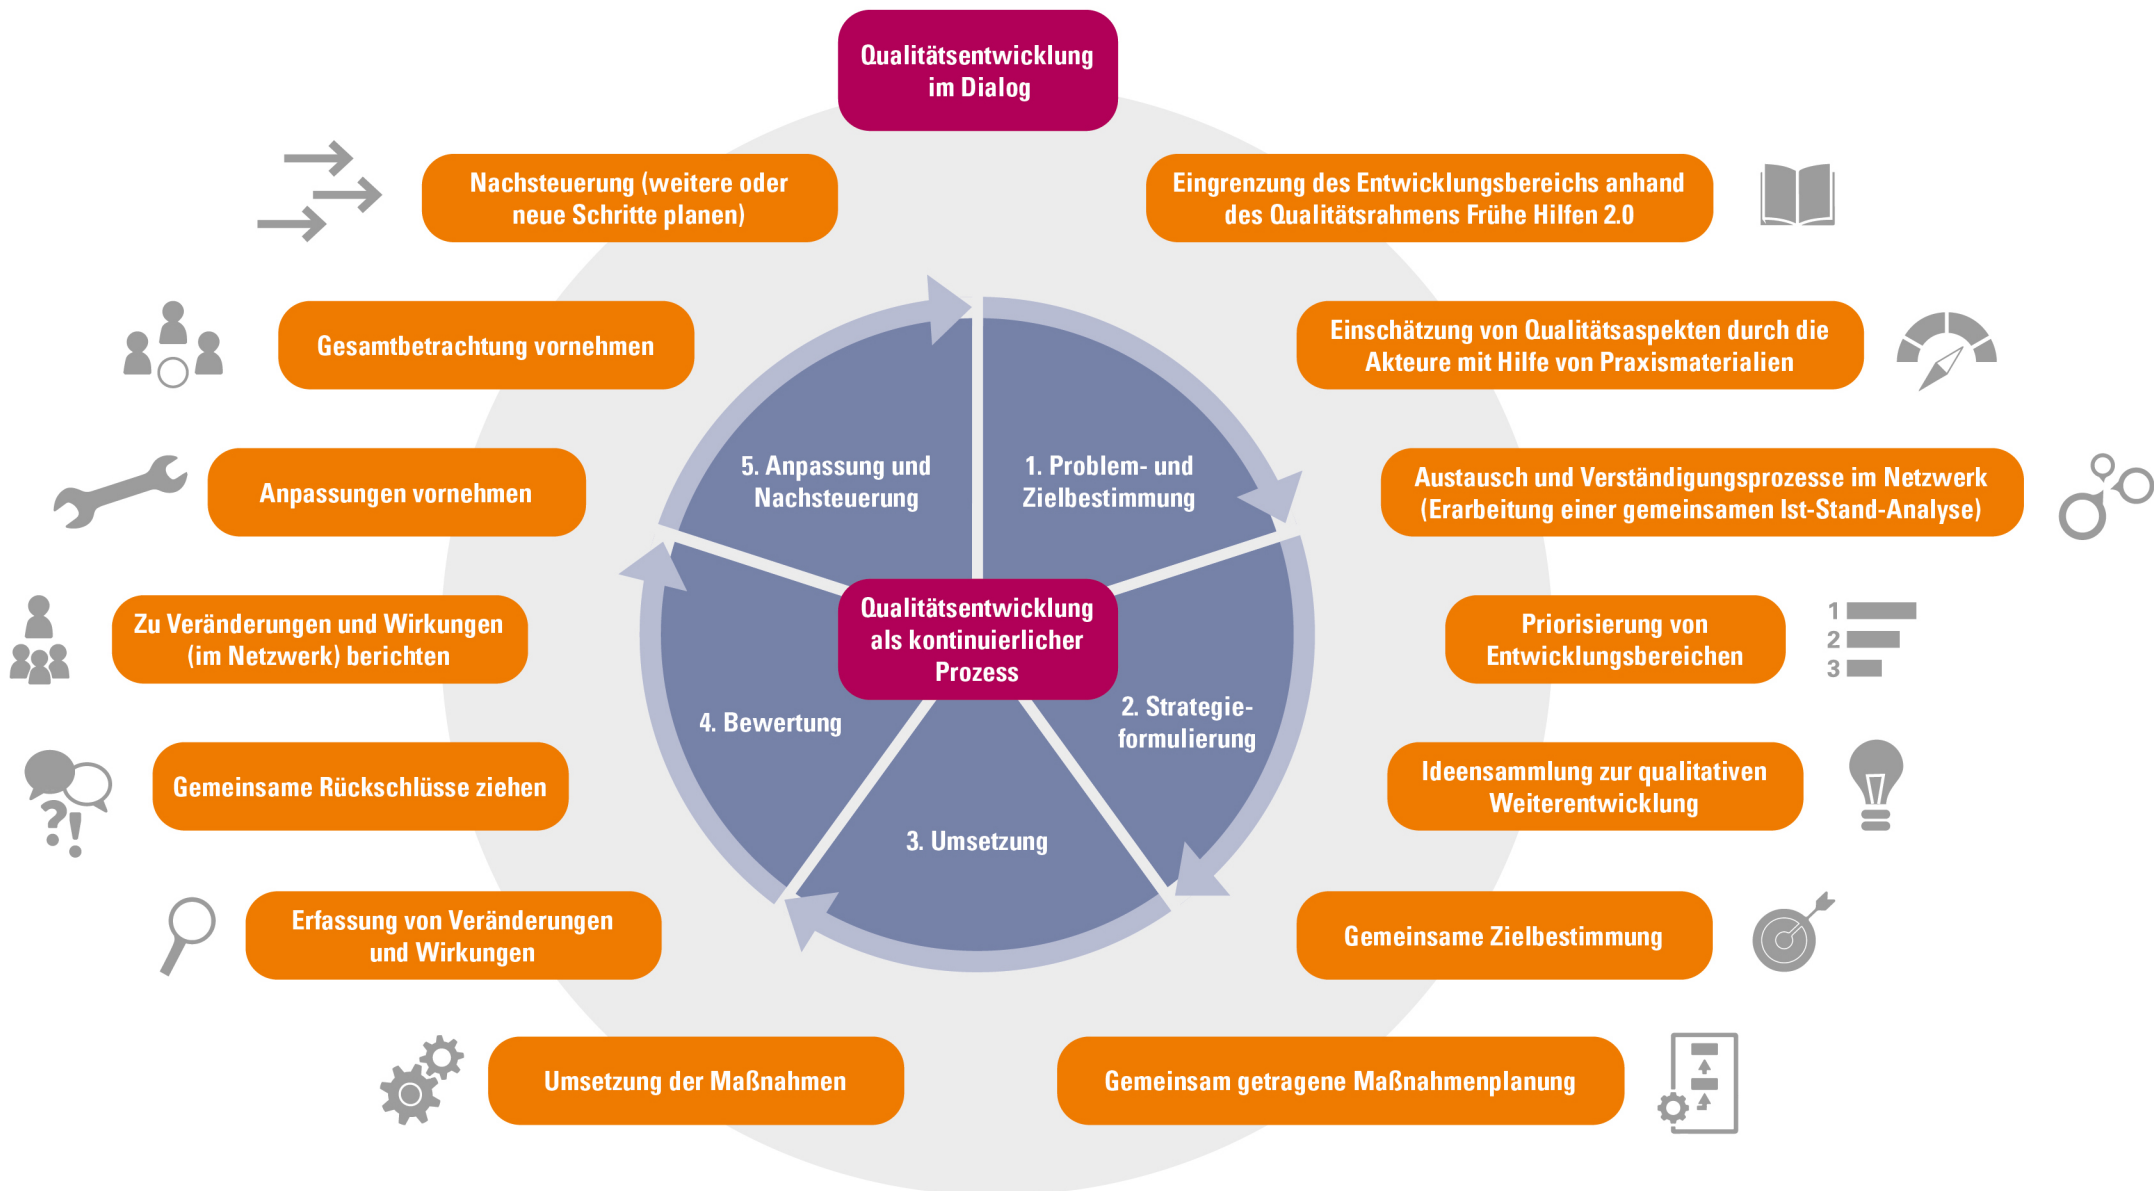 Qualitätsentwicklung
im Dialog
Eingrenzung des Entwicklungsbereichs anhand
des Qualitätsrahmens Frühe Hilfen 2.0
Einschätzung von Qualitätsaspekten durch die
Akteure mit Hilfe von Praxismaterialien
Austausch und Verständigungsprozesse im Netzwerk
(Erarbeitung einer gemeinsamen Ist-Stand-Analyse)
Priorisierung von
Entwicklungsbereichen
1
2
3
Ideensammlung zur qualitativen
Weiterentwicklung
Gemeinsame Zielbestimmung
Gemeinsam getragene Maßnahmenplanung
Umsetzung der Maßnahmen
Erfassung von Veränderungen
und Wirkungen
Gemeinsame Rückschlüsse ziehen
?!
Zu Veränderungen und Wirkungen
(im Netzwerk) berichten
Anpassungen vornehmen
Gesamtbetrachtung vornehmen
Nachsteuerung (weitere oder
neue Schritte planen)
1. Problem- und
Zielbestimmung
2. Strategie-
formulierung
3. Umsetzung
4. Bewertung
5. Anpassung und
Nachsteuerung
Qualitätsentwicklung
als kontinuierlicher
Prozess